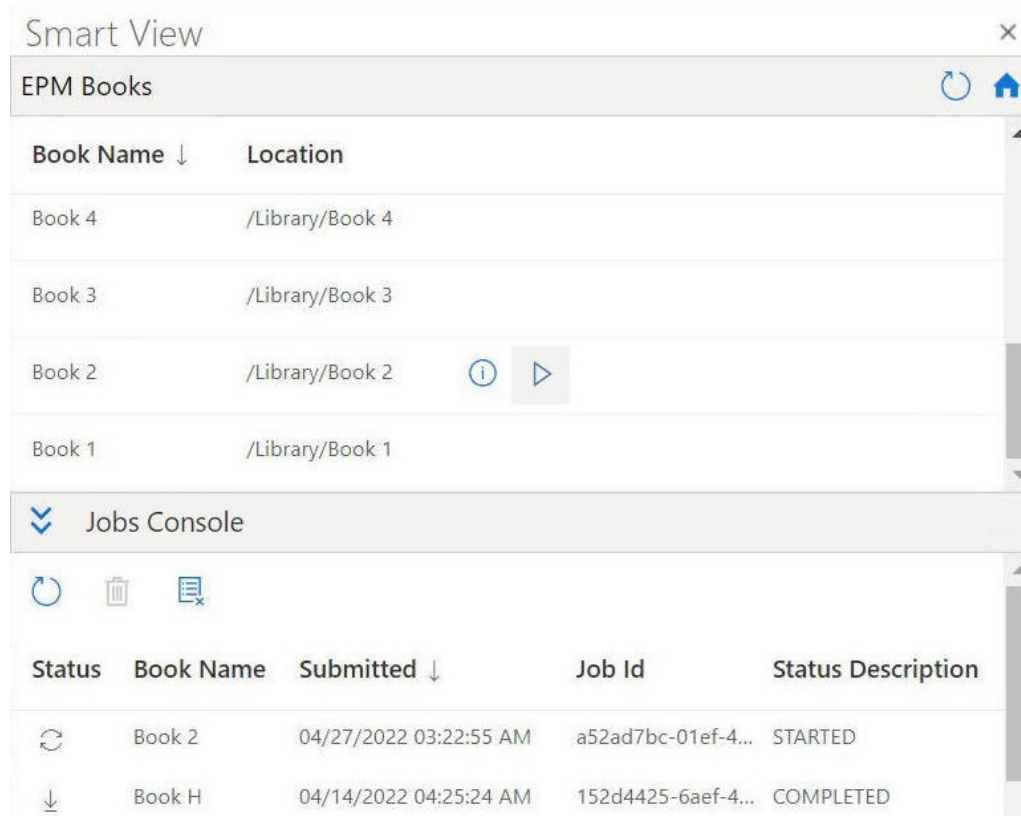 Smart View
EPM Books
Book Name ↓ Location
Book 4 /Library/Book 4
Book 3 /Library/Book 3
Book 2 /Library/Book 2
Book 1 /Library/Book 1
Jobs Console
Status Book Name Submitted ↓ Job Id Status Description
Book 2 04/27/2022 03:22:55 AM a52ad7bc-01ef-4... STARTED
Book H 04/14/2022 04:25:24 AM 152d4425-6aef-4... COMPLETED